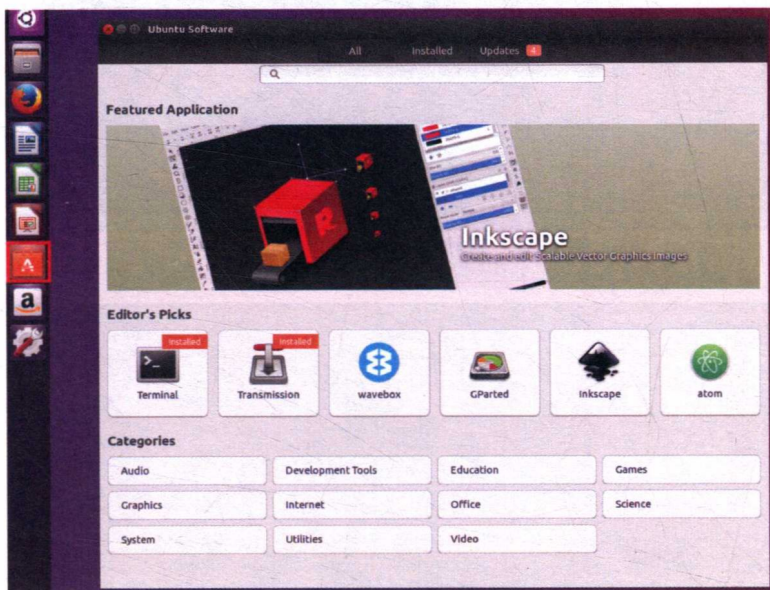 Ubuntu Software
All Installed Updates 4
Featured Application
R
Inkscape
Create and edit Scalable Vector Graphics Images
Editor's Picks
Installed Installed
>_
Terminal Transmission wavebox GParted Inkscape atom
a
Categories
Audio Development Tools Education Games
Graphics Internet Office Science
System Utilities Video